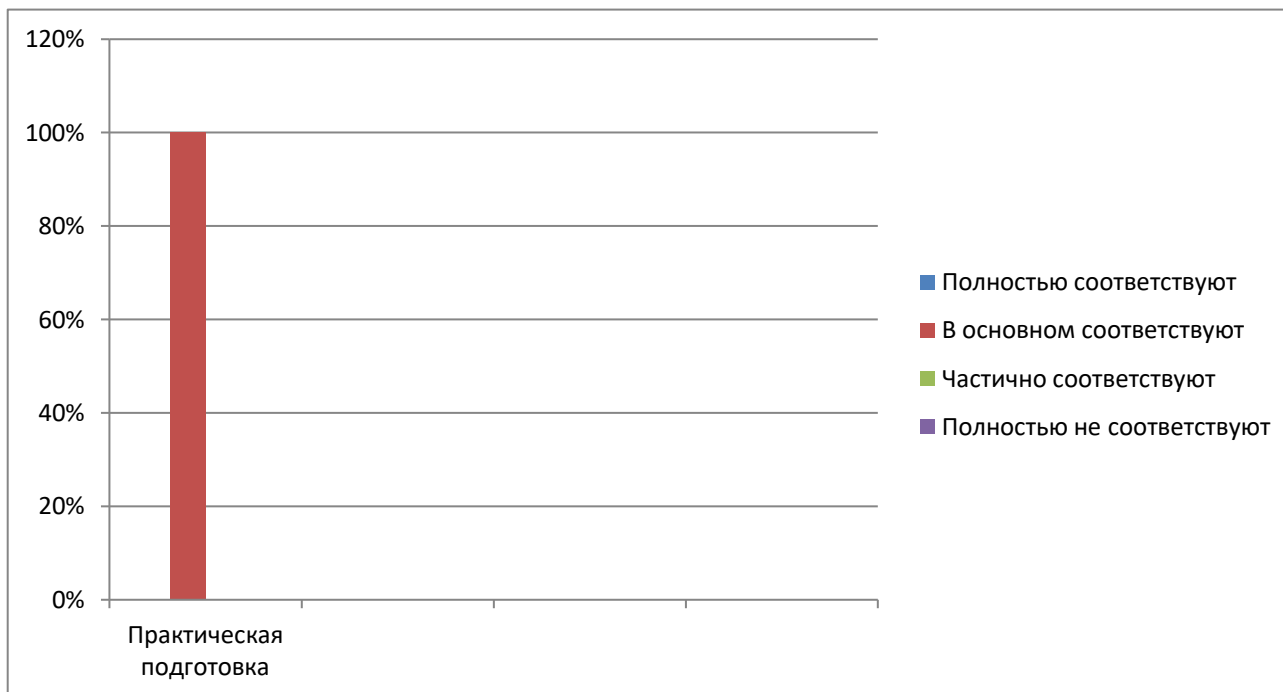 120%
100%
80%
60%
40%
20%
0%
Практическая
подготовка
Полностью соответствуют
В основном соответствуют
Частично соответствуют
Полностью не соответствуют